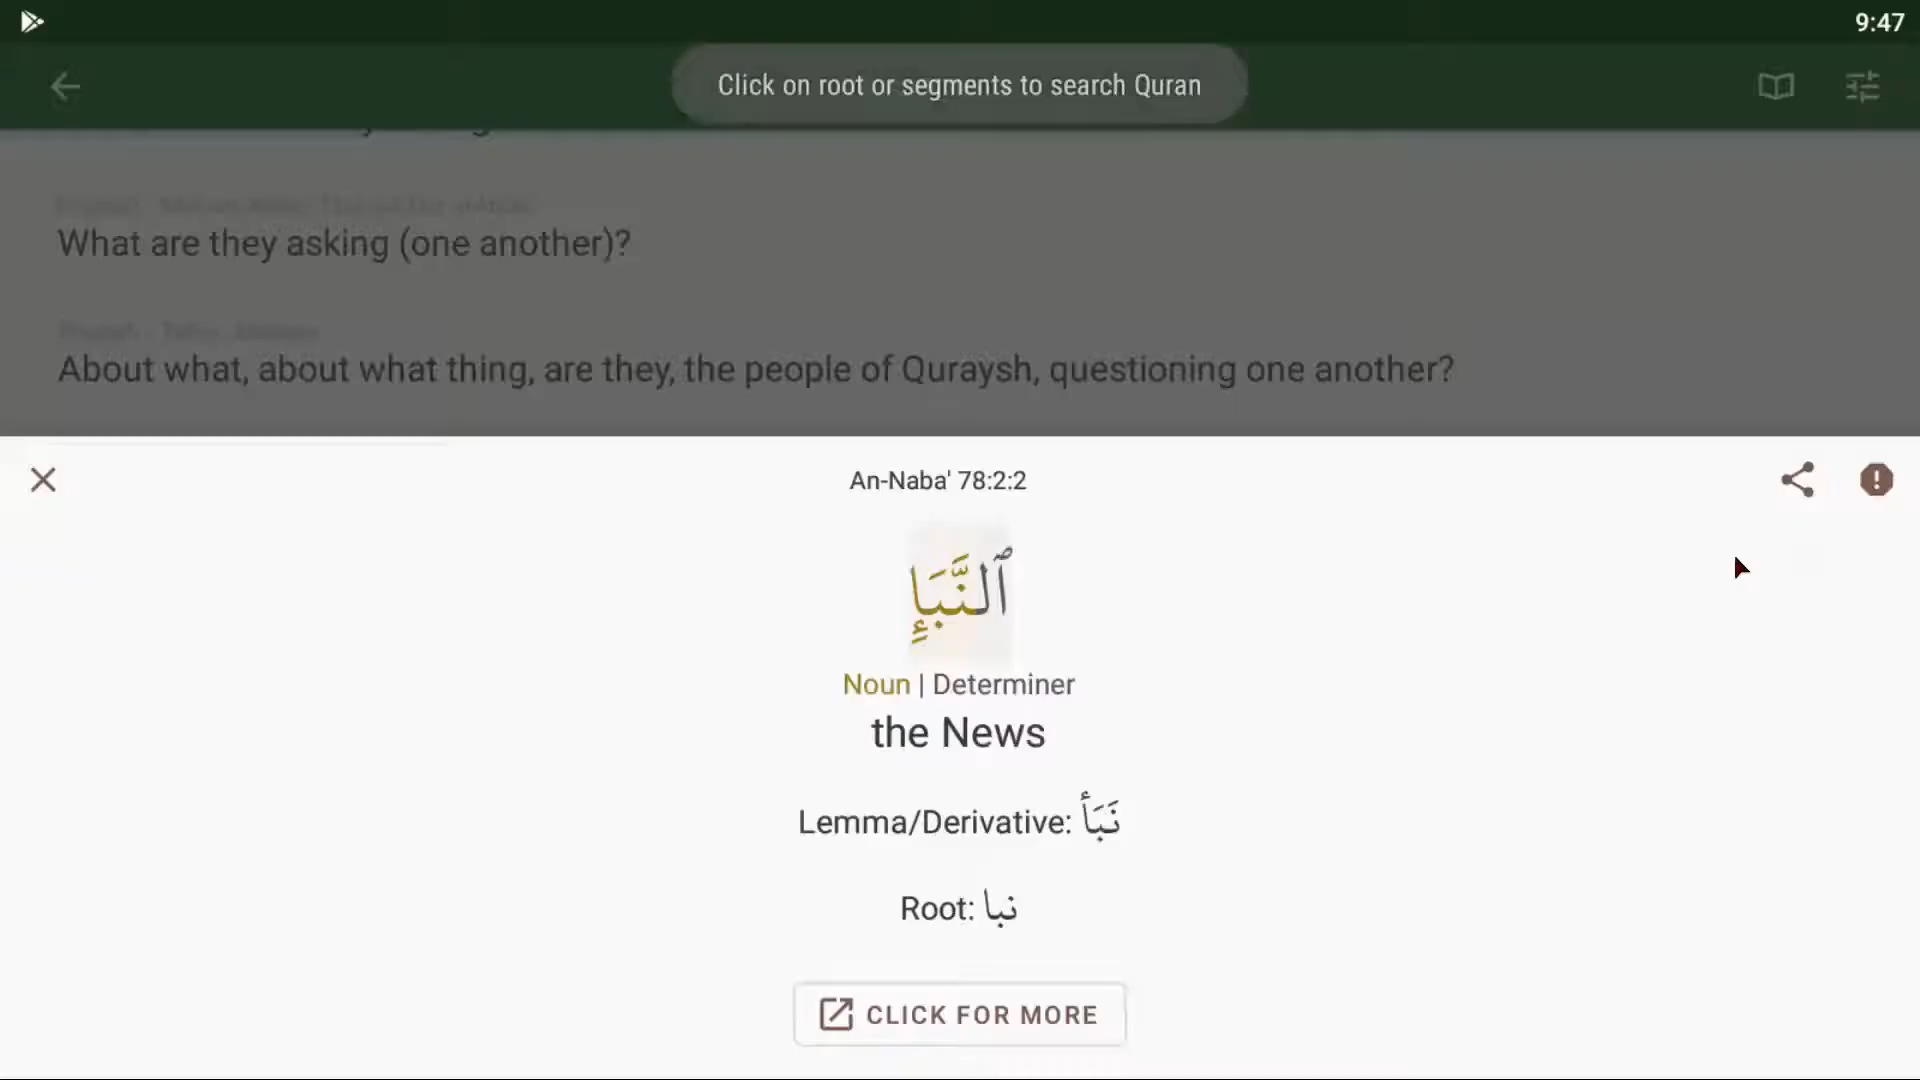 9:47
Click on root or segments to search Quran
What are they asking (one another)?
About what, about what thing, are they, the people of Quraysh, questioning one another?
An-Naba' 78:2:2
ٱلنَّبَإِ
Noun | Determiner
the News
Lemma/Derivative: نَبَأ
Root: نبا
CLICK FOR MORE